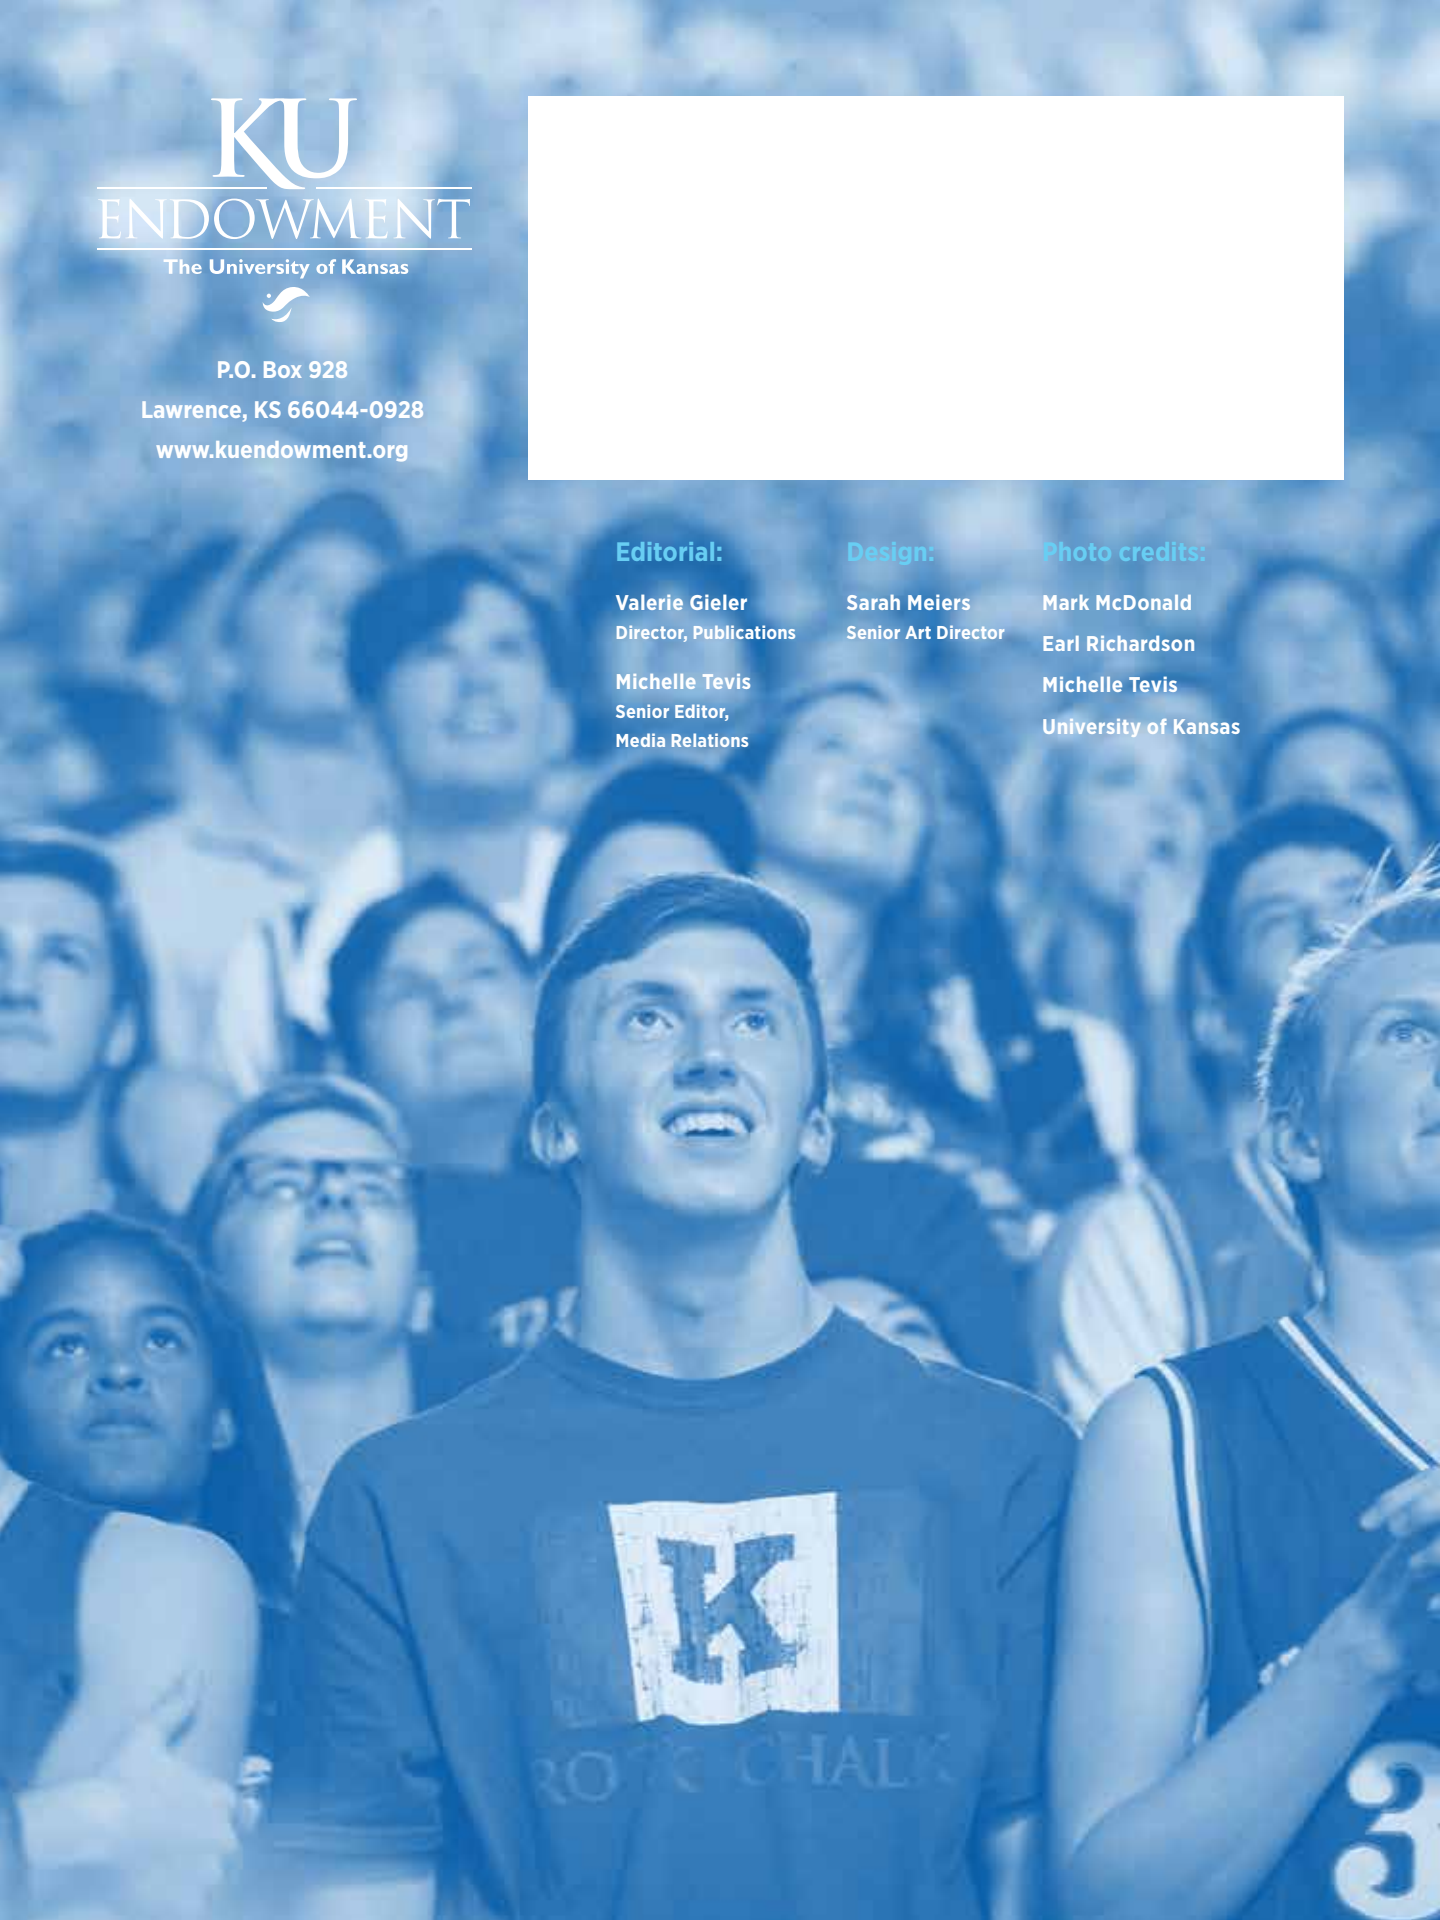 KU
ENDOWMENT
The University of Kansas
P.O. Box 928
Lawrence, KS 66044-0928
www.kuendowment.org
Editorial:
Valerie Gieler
Director, Publications
Michelle Tevis
Senior Editor,
Media Relations
Design:
Sarah Meiers
Senior Art Director
Photo credits:
Mark McDonald
Earl Richardson
Michelle Tevis
University of Kansas
K
ROCK CHALK
3